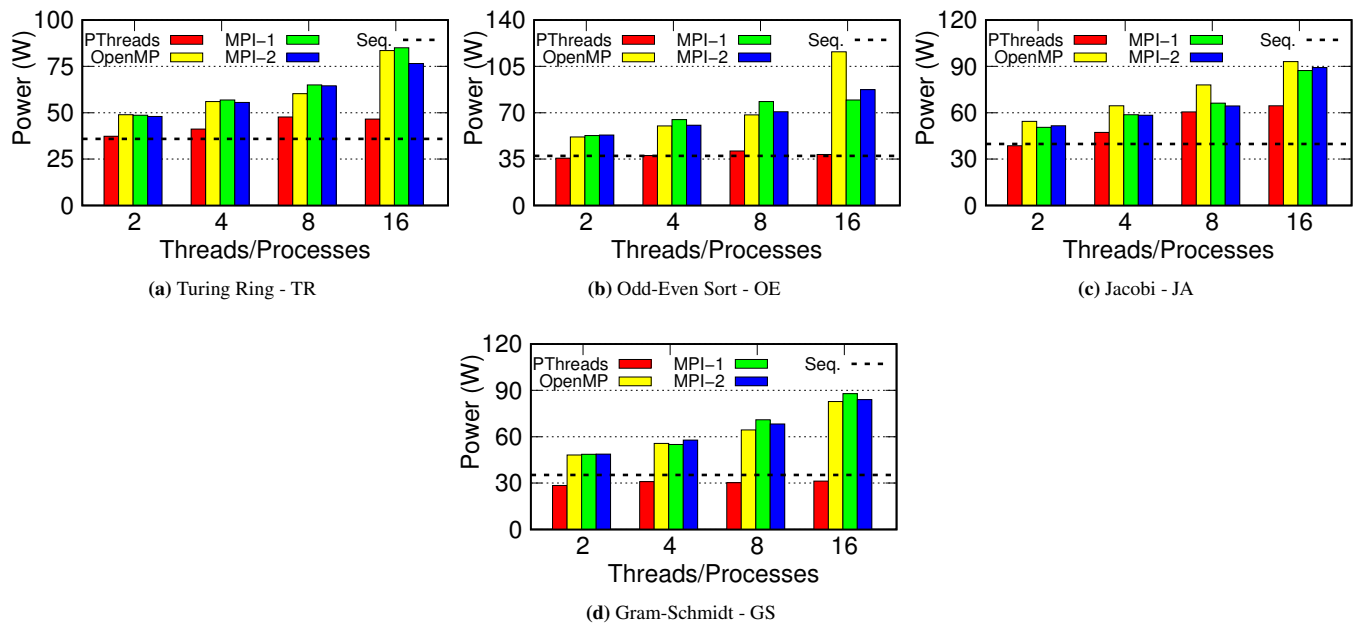 100
75
50
25
0
Power (W)
PThreads
OpenMP
MPI-1
MPI-2
Seq.
2 4 8 16
Threads/Processes
(a) Turing Ring - TR
140
105
70
35
0
Power (W)
PThreads
OpenMP
MPI-1
MPI-2
Seq.
2 4 8 16
Threads/Processes
(b) Odd-Even Sort - OE
120
90
60
30
0
Power (W)
PThreads
OpenMP
MPI-1
MPI-2
Seq.
2 4 8 16
Threads/Processes
(c) Jacobi - JA
120
90
60
30
0
Power (W)
PThreads
OpenMP
MPI-1
MPI-2
Seq.
2 4 8 16
Threads/Processes
(d) Gram-Schmidt - GS